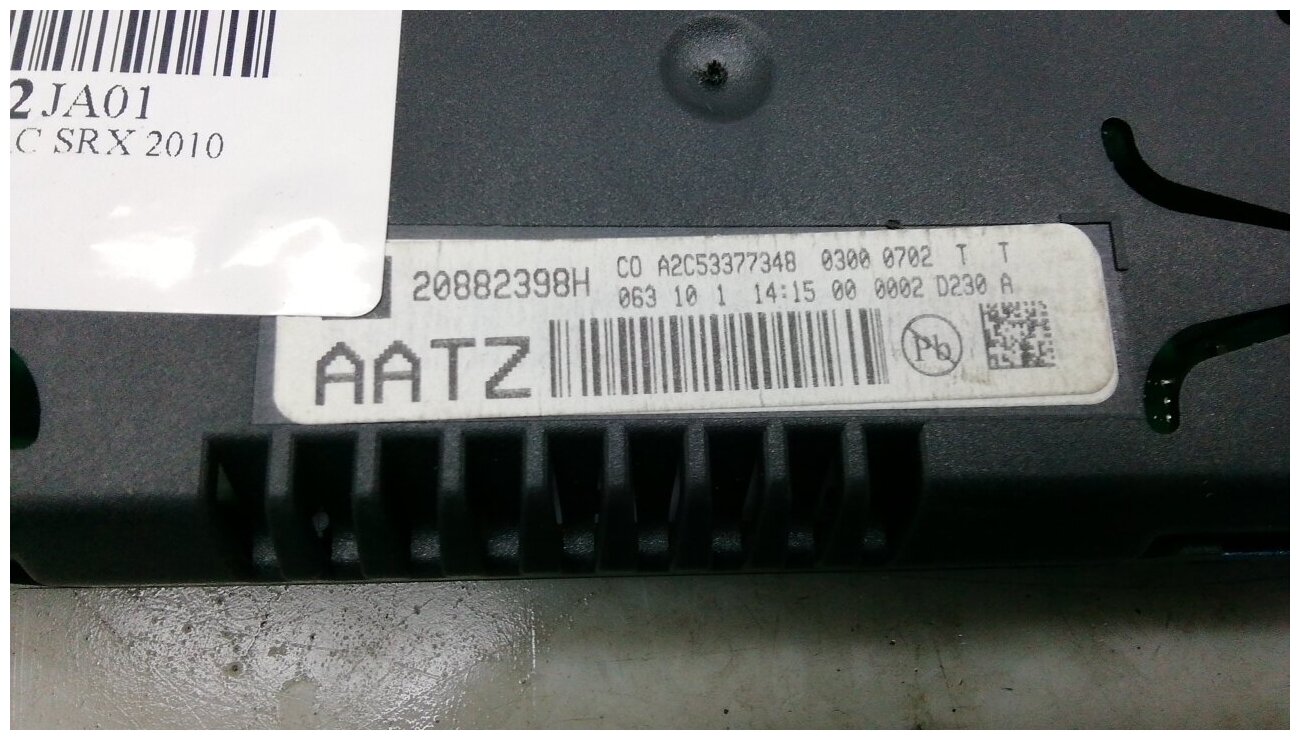 2JA01
C SRX 2010
20882398H
CO A2C53377348 0300 0702 T T
063 10 1 14:15 00 0002 D230 A
AATZ
Pb